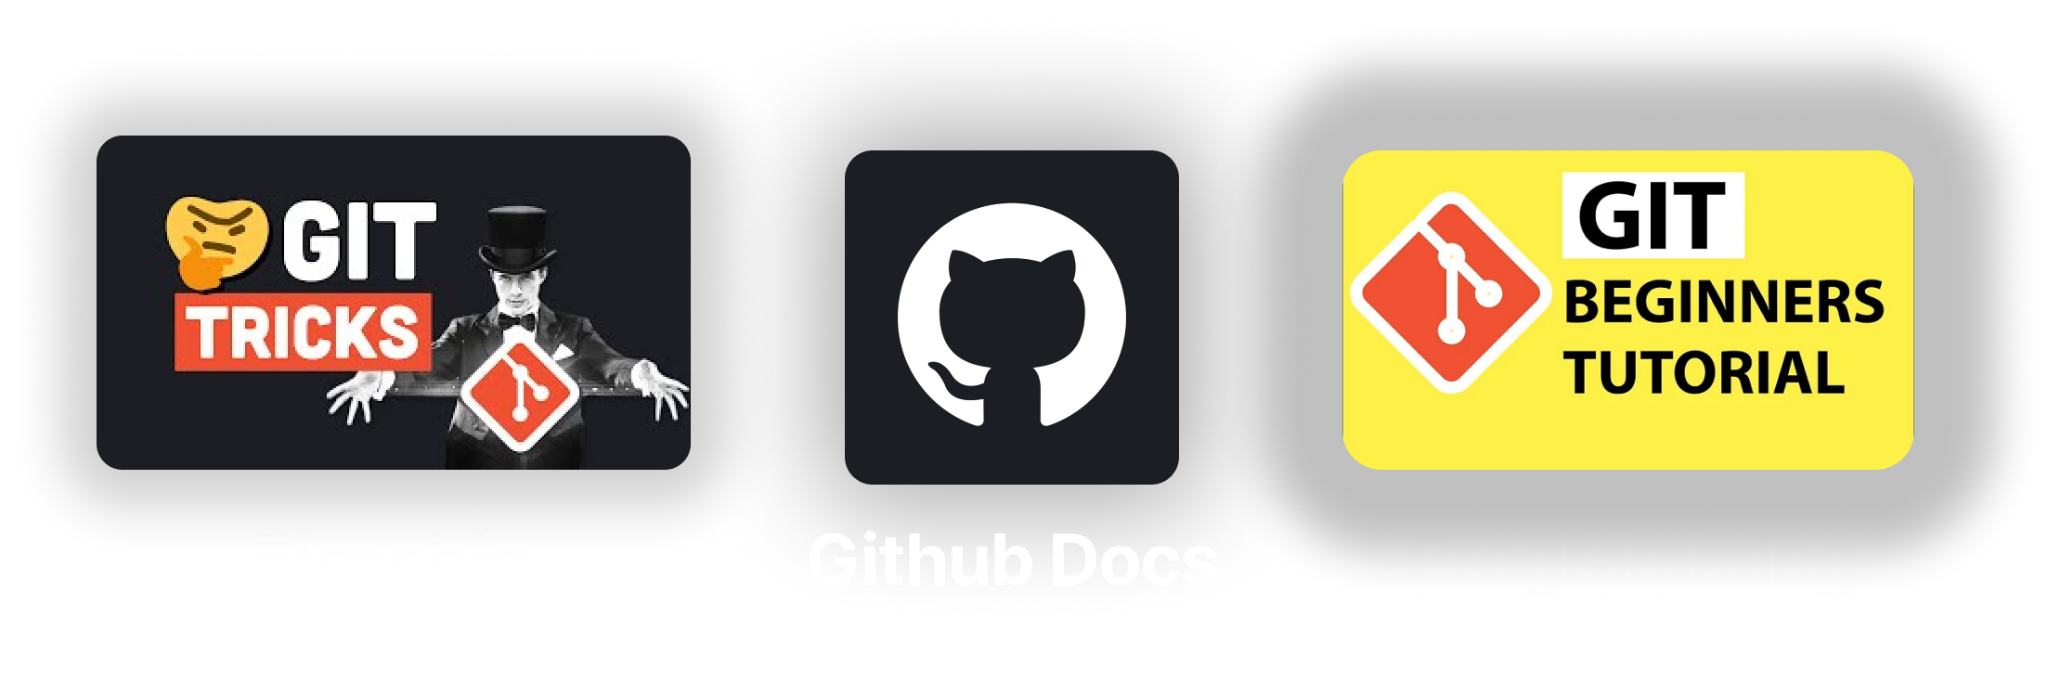 GIT
TRICKS
GIT
BEGINNERS
TUTORIAL
Github Docs